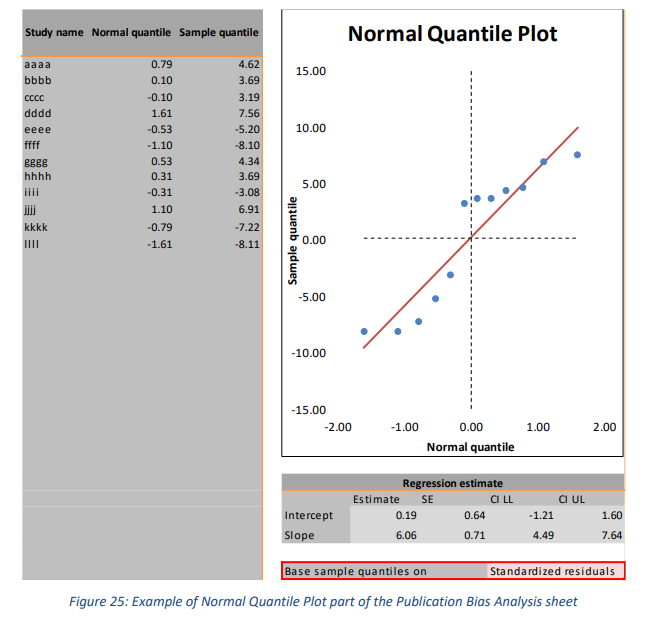 Study name Normal quantile Sample quantile
aaaa 0.79 4.62
bbbb 0.10 3.69
cccc -0.10 3.19
dddd 1.61 7.56
eeee -0.53 -5.20
ffff -1.10 -8.10
gggg 0.53 4.34
hhhh 0.31 3.69
iiii -0.31 -3.08
jjjj 1.10 6.91
kkkk -0.79 -7.22
llll -1.61 -8.11
Normal Quantile Plot
15.00
10.00
5.00
0.00
-5.00
-10.00
-15.00
Sample quantile
-2.00 -1.00 0.00 1.00 2.00
Normal quantile
Regression estimate
Estimate SE CI LL CI UL
Intercept 0.19 0.64 -1.21 1.60
Slope 6.06 0.71 4.49 7.64
Base sample quantiles on Standardized residuals
Figure 25: Example of Normal Quantile Plot part of the Publication Bias Analysis sheet